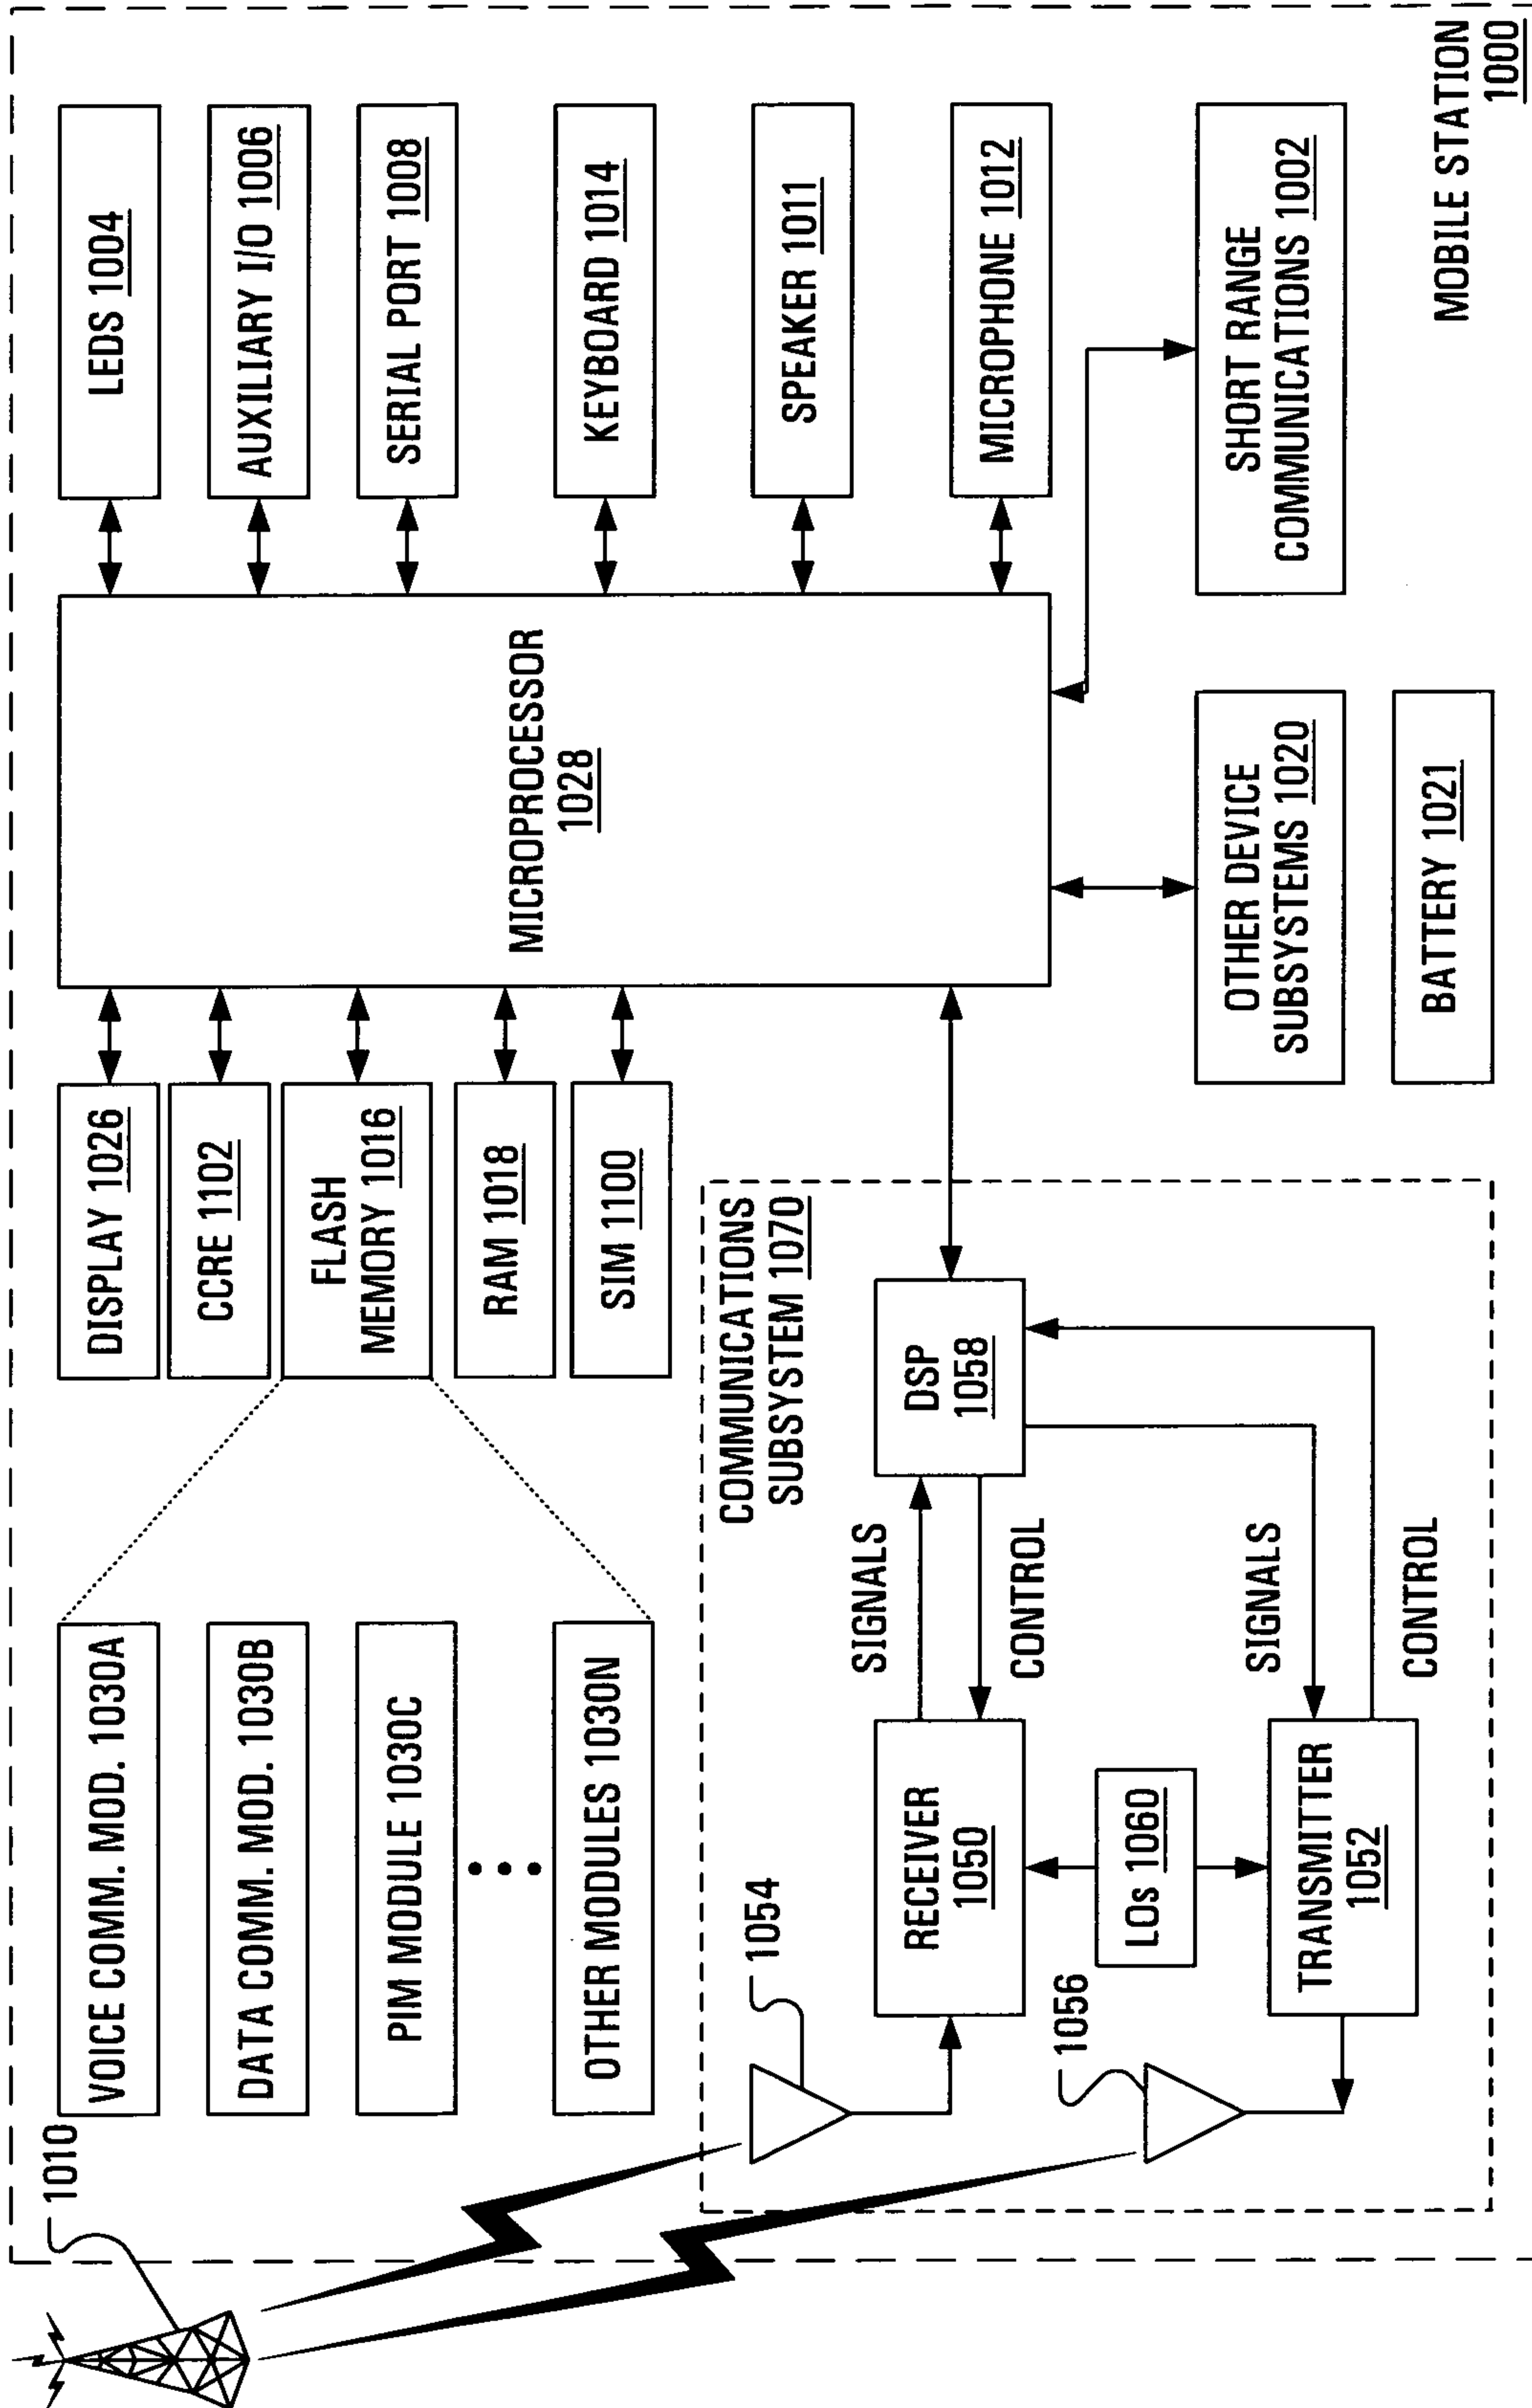 1010
VOICE COMM. MOD. 1030A
DATA COMM. MOD. 1030B
PIM MODULE 1030C
OTHER MODULES 1030N
DISPLAY 1026
CCRE 1102
FLASH
MEMORY 1016
RAM 1018
SIM 1100
MICROPROCESSOR
1028
LEDS 1004
AUXILIARY I/O 1006
SERIAL PORT 1008
KEYBOARD 1014
SPEAKER 1011
MICROPHONE 1012
COMMUNICATIONS
SUBSYSTEM 1070
1054
RECEIVER
1050
SIGNALS
CONTROL
DSP
1058
1056
LOs 1060
TRANSMITTER
1052
SIGNALS
CONTROL
OTHER DEVICE
SUBSYSTEMS 1020
BATTERY 1021
SHORT RANGE
COMMUNICATIONS 1002
MOBILE STATION
1000